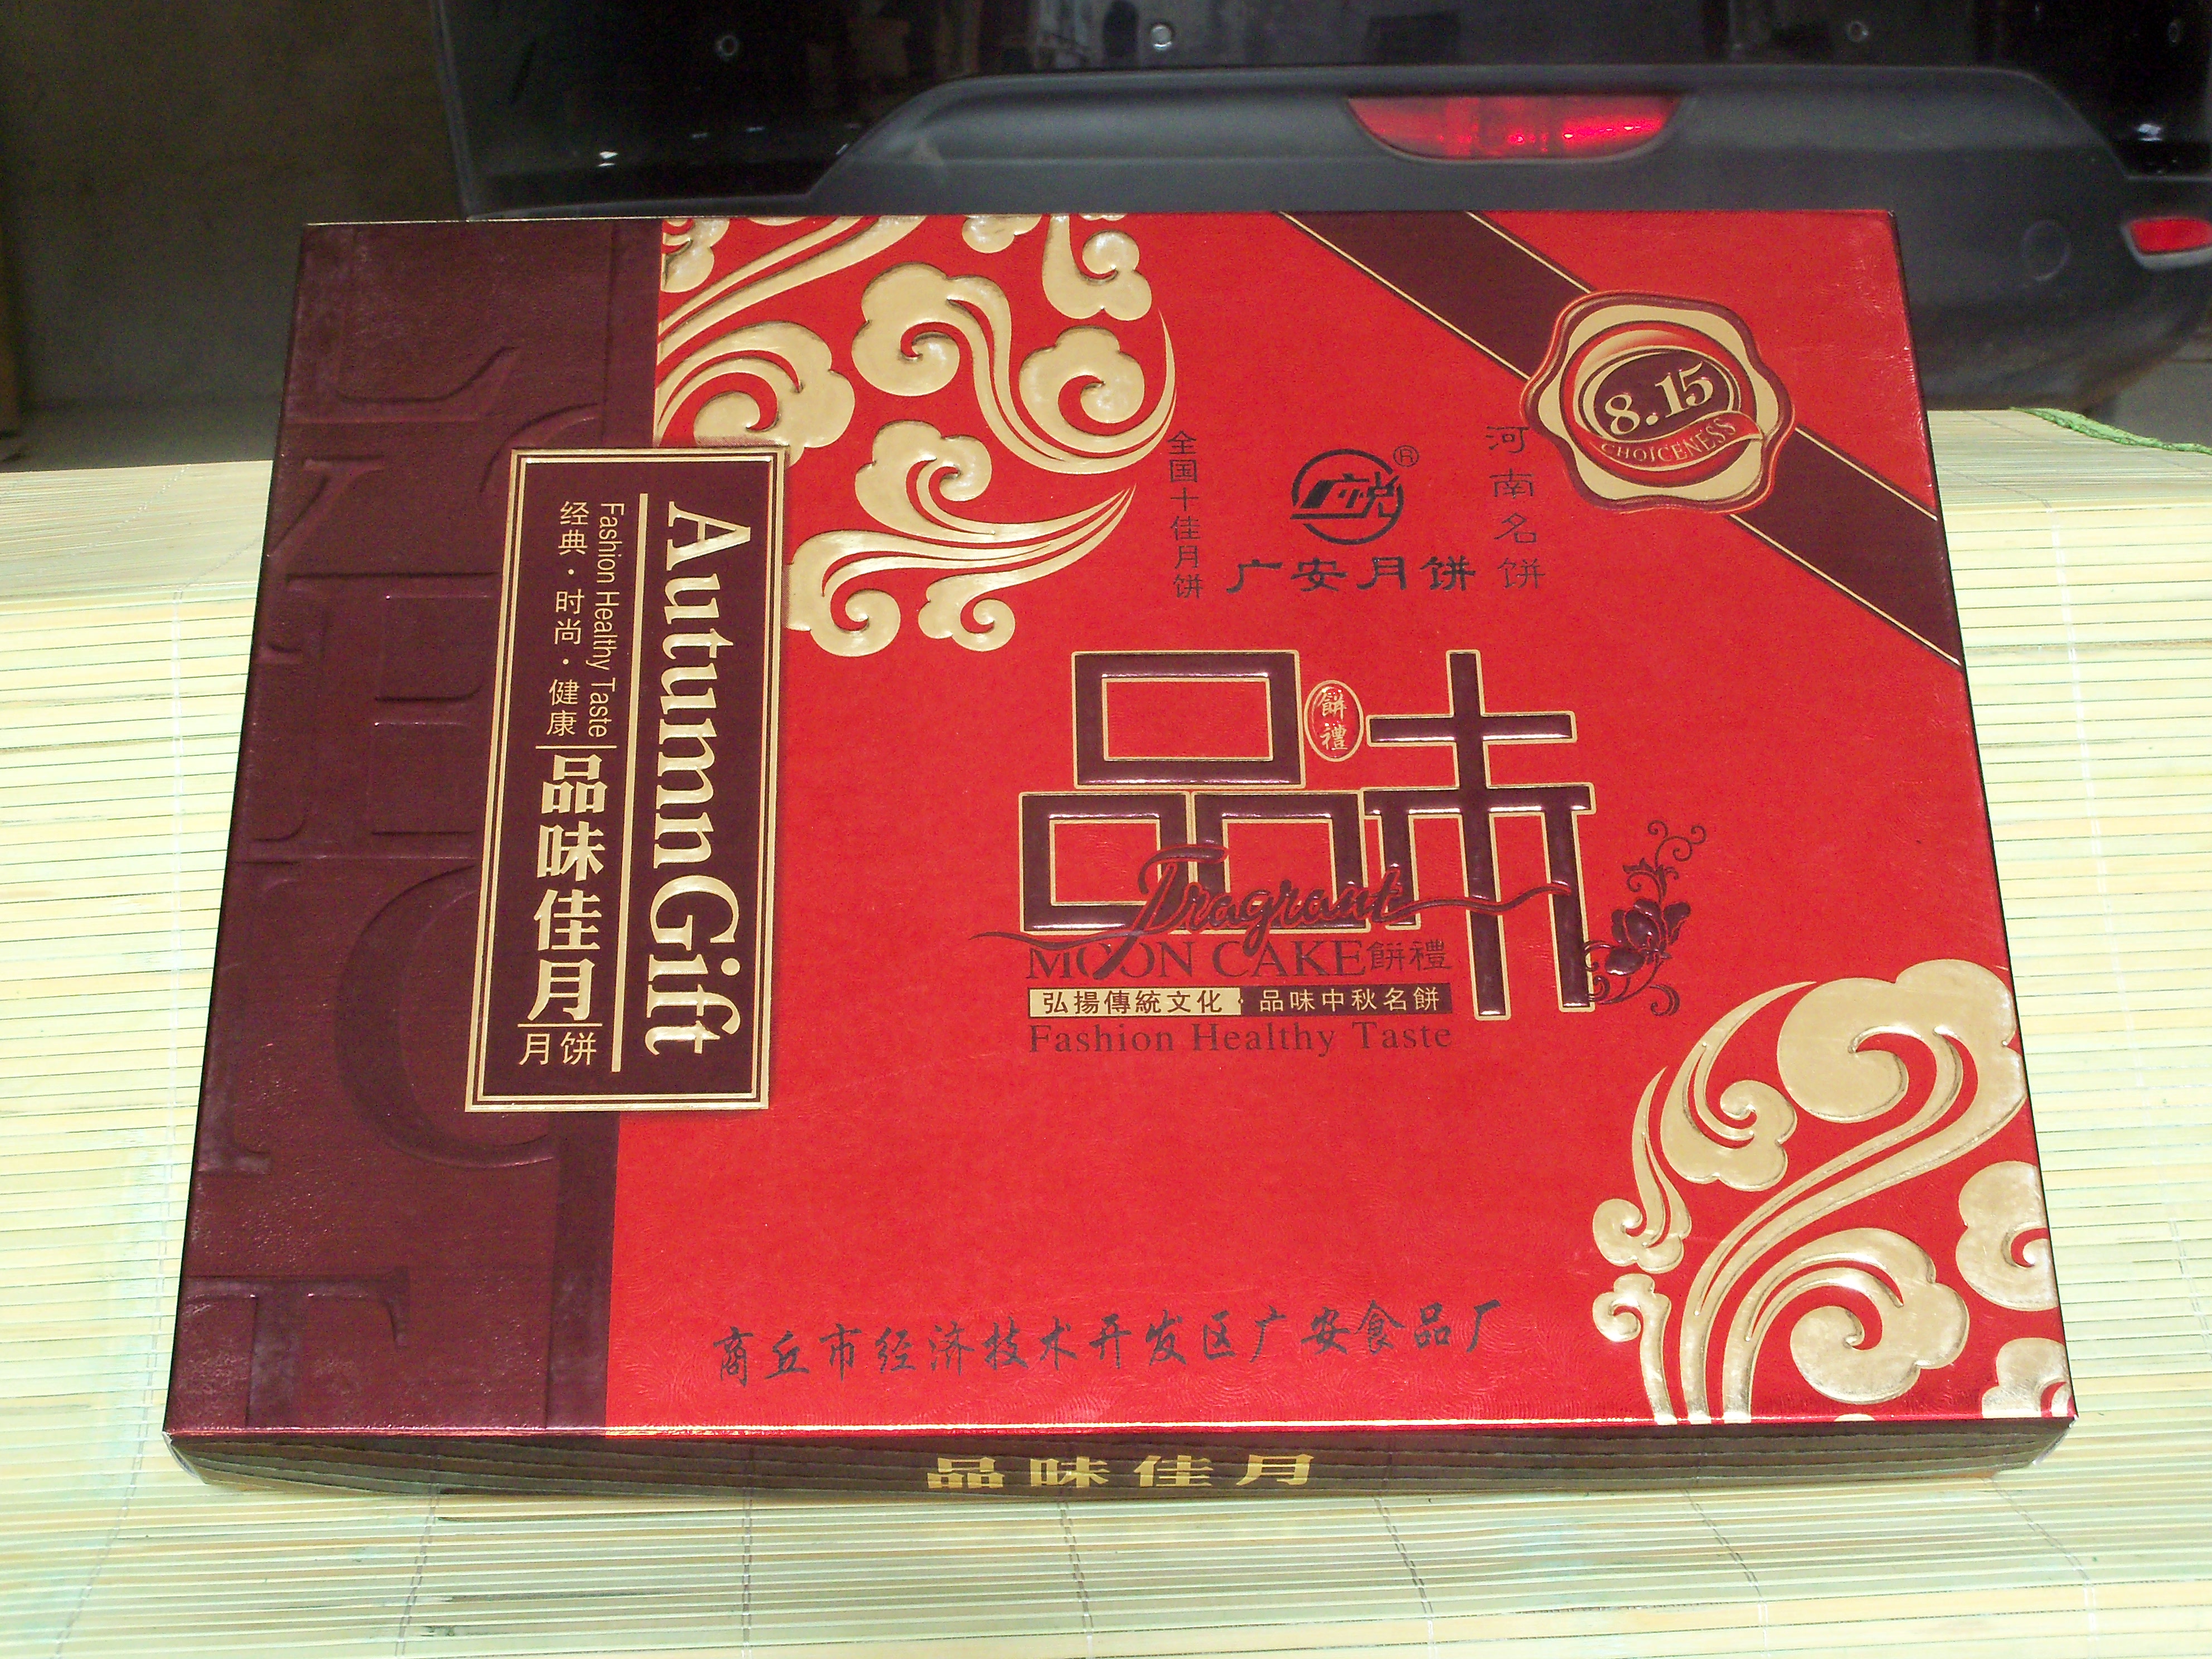 8.15
CHOICENESS
全国十佳月饼
®
广安月饼
河南名饼
品味
餅禮
Fragrant
MOON CAKE餅禮
弘揚傳統文化·品味中秋名餅
Fashion Healthy Taste
AutumnGift
Fashion Healthy Taste
经典·时尚·健康
品味佳月
月饼
商丘市经济技术开发区广安食品厂
品味佳月